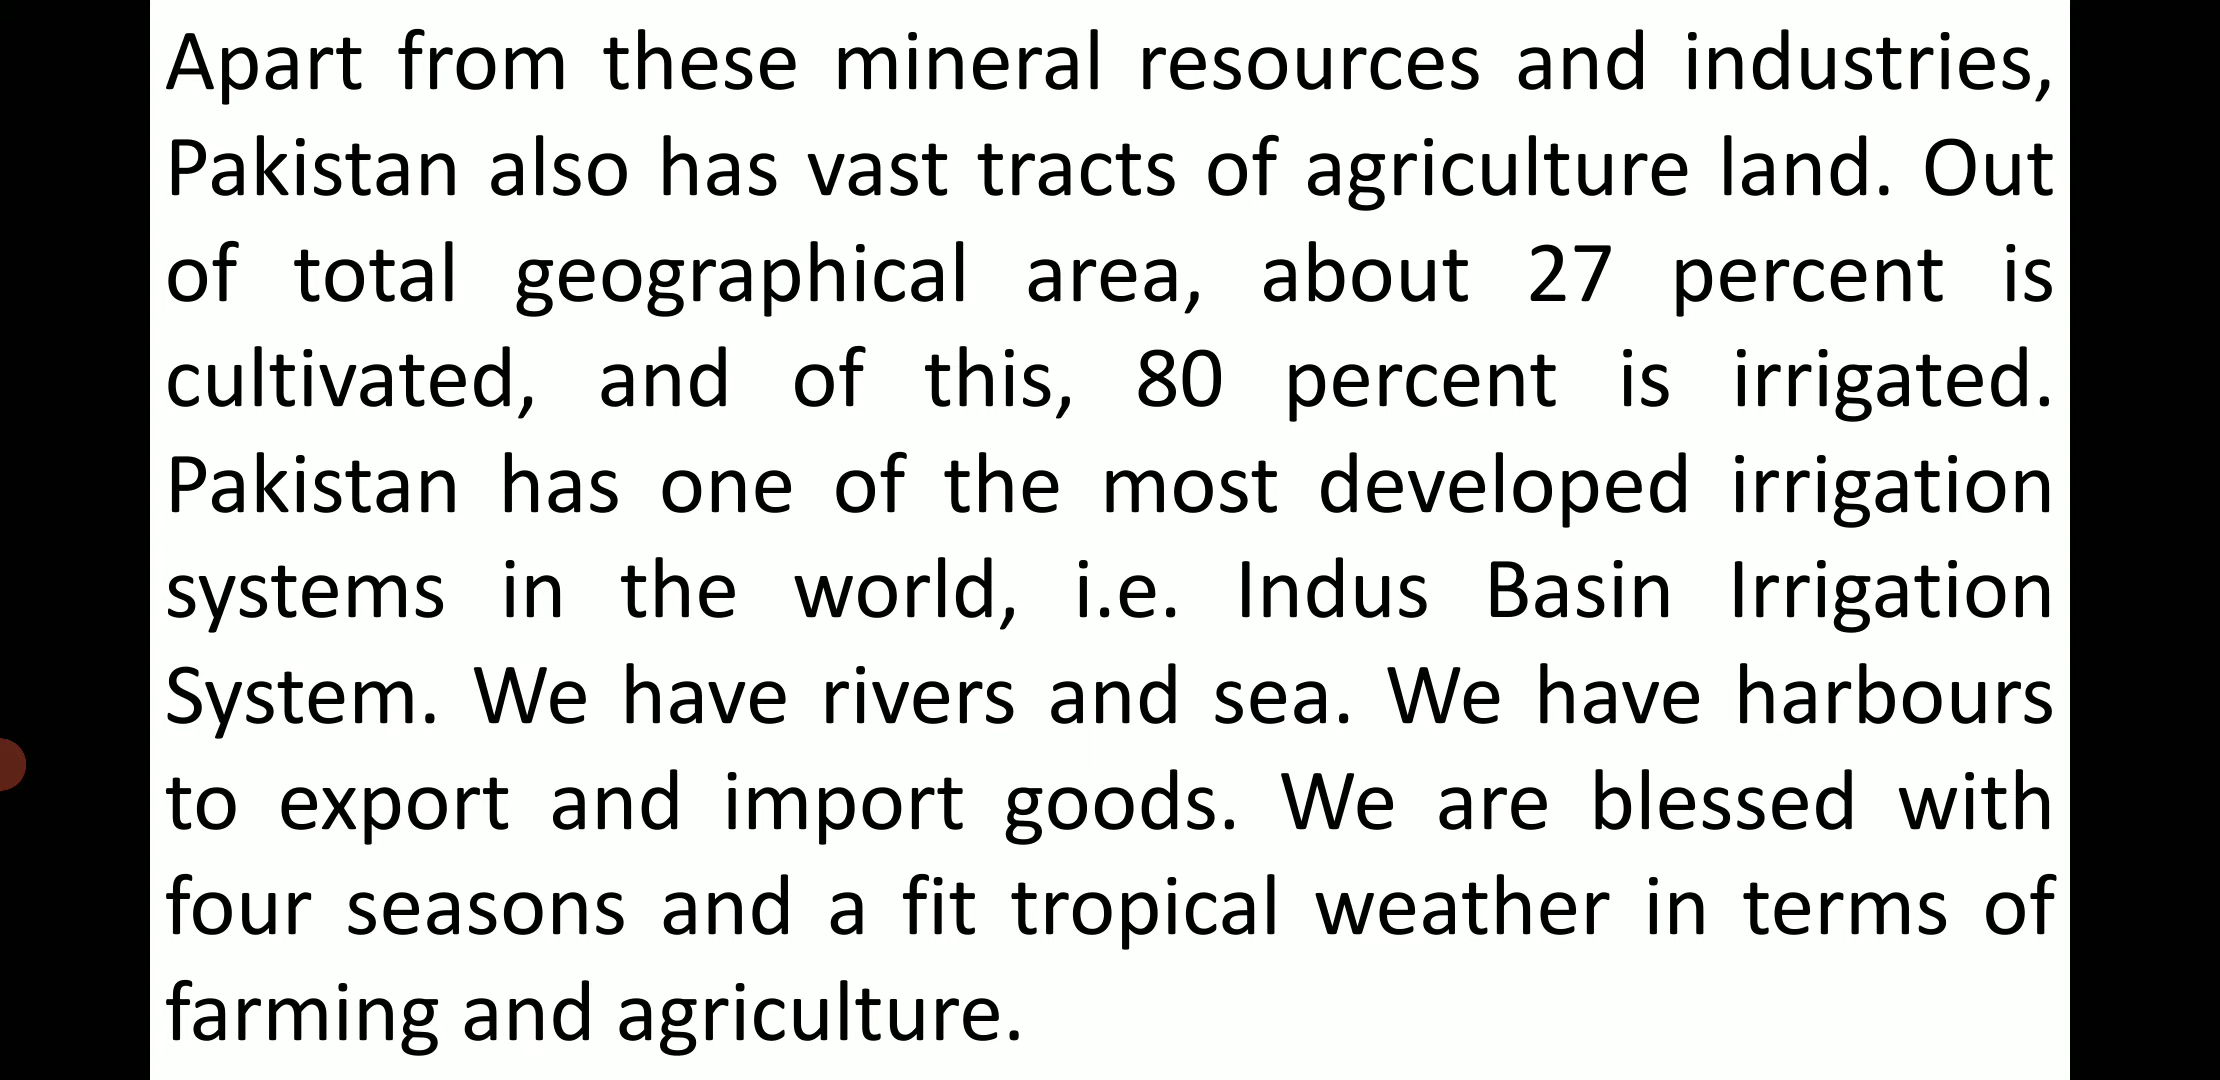 Apart from these mineral resources and industries,
Pakistan also has vast tracts of agriculture land. Out
of total geographical area, about 27 percent is
cultivated, and of this, 80 percent is irrigated.
Pakistan has one of the most developed irrigation
systems in the world, i.e. Indus Basin Irrigation
System. We have rivers and sea. We have harbours
to export and import goods. We are blessed with
four seasons and a fit tropical weather in terms of
farming and agriculture.